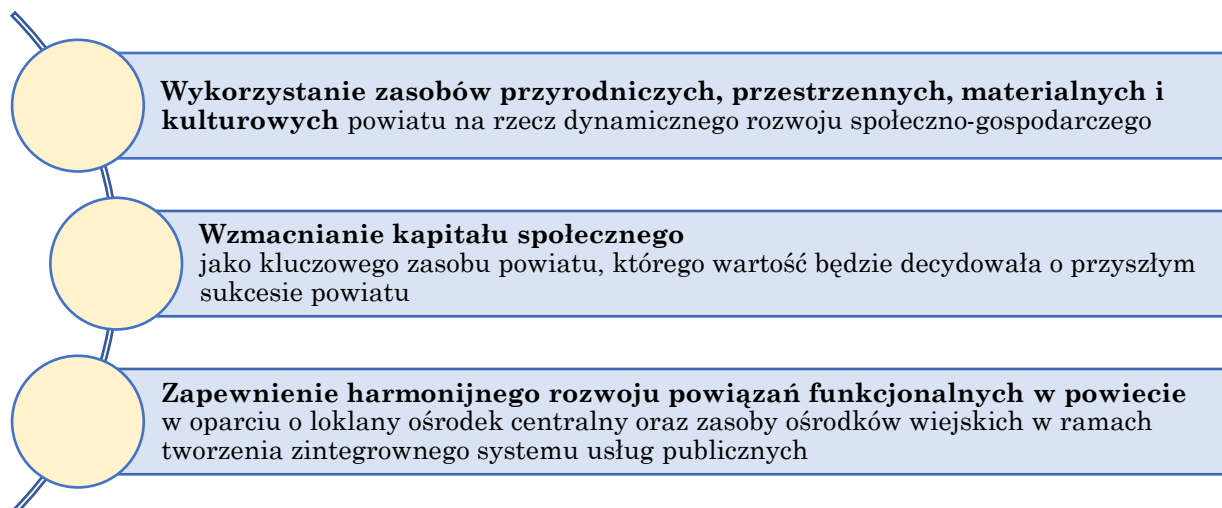 Wykorzystanie zasobów przyrodniczych, przestrzennych, materialnych i
kulturowych powiatu na rzecz dynamicznego rozwoju społeczno-gospodarczego
Wzmacnianie kapitału społecznego
jako kluczowego zasobu powiatu, którego wartość będzie decydowała o przyszłym
sukcesie powiatu
Zapewnienie harmonijnego rozwoju powiązań funkcjonalnych w powiecie
w oparciu o loklany ośrodek centralny oraz zasoby ośrodków wiejskich w ramach
tworzenia zintegrownego systemu usług publicznych